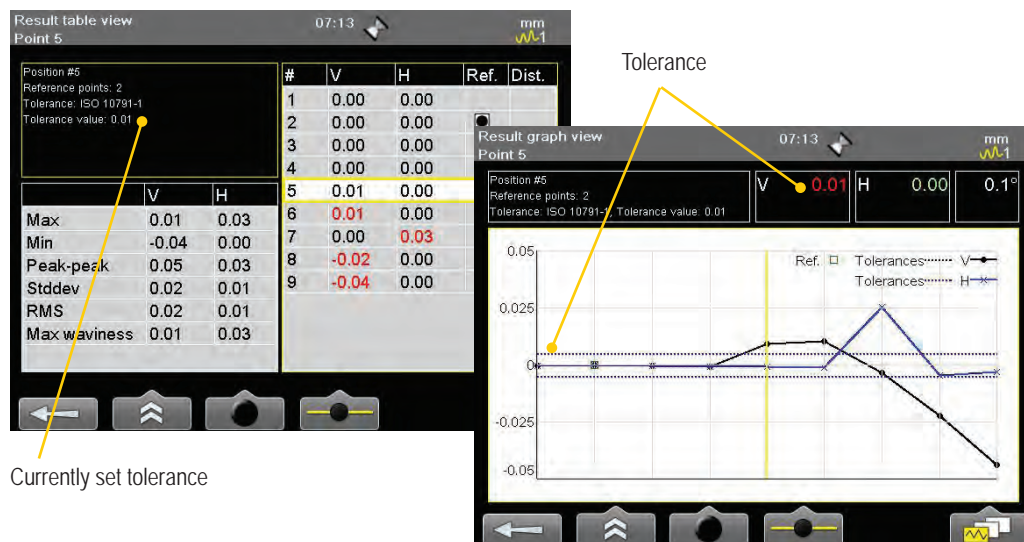 Result table view
Point 5
07:13
mm
1
Position #5
Reference points: 2
Tolerance: ISO 10791-1
Tolerance value: 0.01
V H
Max 0.01 0.03
Min -0.04 0.00
Peak-peak 0.05 0.03
Stddev 0.02 0.01
RMS 0.02 0.01
Max waviness 0.01 0.03
# V H Ref. Dist.
1 0.00 0.00
2 0.00 0.00
3 0.00 0.00
4 0.00 0.00
5 0.01 0.00
6 0.01 0.00
7 0.00 0.03
8 -0.02 0.00
9 -0.04 0.00
Currently set tolerance
Tolerance
Result graph view
Point 5
07:13
mm
1
Position #5
Reference points: 2
Tolerance: ISO 10791-1, Tolerance value: 0.01
V 0.01 H 0.00 0.1°
Ref. Tolerances V
Tolerances H
0.05
0.025
0
-0.025
-0.05